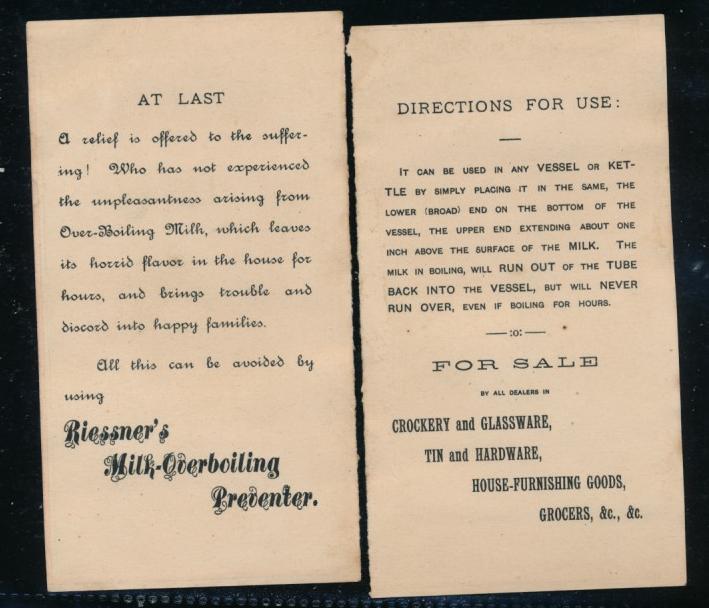 AT LAST
A relief is offered to the suffer-
ing! Who has not experienced
the unpleasantness arising from
Over-Boiling Milk, which leaves
its horrid flavor in the house for
hours, and brings trouble and
discord into happy families.
All this can be avoided by
using
Riessner's
Milk-Overboiling
Preventer.
DIRECTIONS FOR USE:
IT CAN BE USED IN ANY VESSEL OR KET-
TLE BY SIMPLY PLACING IT IN THE SAME, THE
LOWER (BROAD) END ON THE BOTTOM OF THE
VESSEL, THE UPPER END EXTENDING ABOUT ONE
INCH ABOVE THE SURFACE OF THE MILK. THE
MILK IN BOILING, WILL RUN OUT OF THE TUBE
BACK INTO THE VESSEL, BUT WILL NEVER
RUN OVER, EVEN IF BOILING FOR HOURS.
—:o:—
FOR SALE
BY ALL DEALERS IN
CROCKERY and GLASSWARE,
TIN and HARDWARE,
HOUSE-FURNISHING GOODS,
GROCERS, &c., &c.